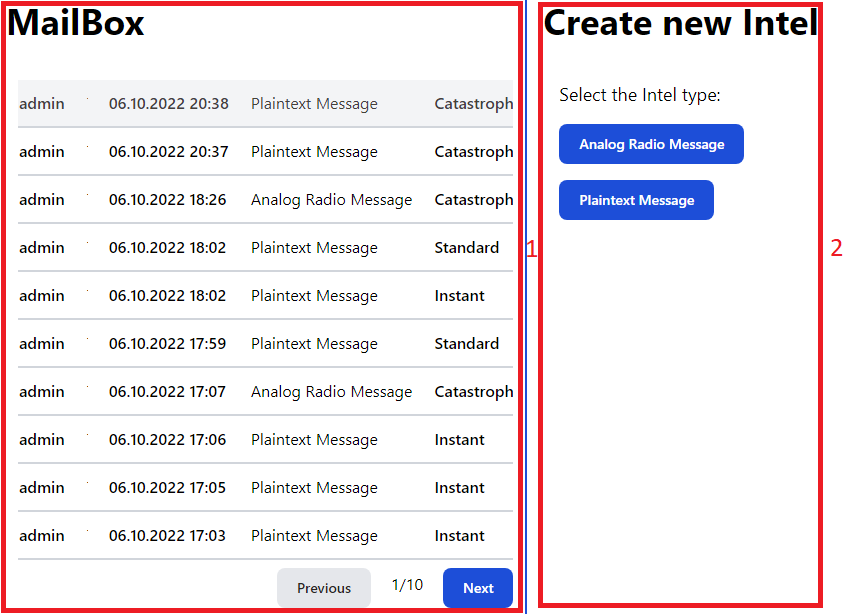 MailBox
admin 06.10.2022 20:38 Plaintext Message Catastroph
admin 06.10.2022 20:37 Plaintext Message Catastroph
admin 06.10.2022 18:26 Analog Radio Message Catastroph
admin 06.10.2022 18:02 Plaintext Message Standard
admin 06.10.2022 18:02 Plaintext Message Instant
admin 06.10.2022 17:59 Plaintext Message Standard
admin 06.10.2022 17:07 Analog Radio Message Catastroph
admin 06.10.2022 17:06 Plaintext Message Instant
admin 06.10.2022 17:05 Plaintext Message Instant
admin 06.10.2022 17:03 Plaintext Message Instant
Previous 1/10 Next
1
Create new Intel
Select the Intel type:
Analog Radio Message
Plaintext Message
2